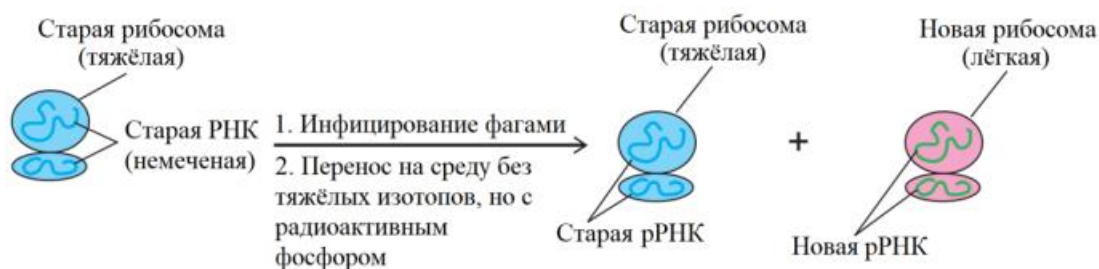 Старая рибосома
(тяжёлая)
Старая РНК
(немеченая)
1. Инфицирование фагами
2. Перенос на среду без
тяжёлых изотопов, но с
радиоактивным
фосфором
Старая рибосома
(тяжёлая)
Старая рРНК
+
Новая рибосома
(лёгкая)
Новая рРНК